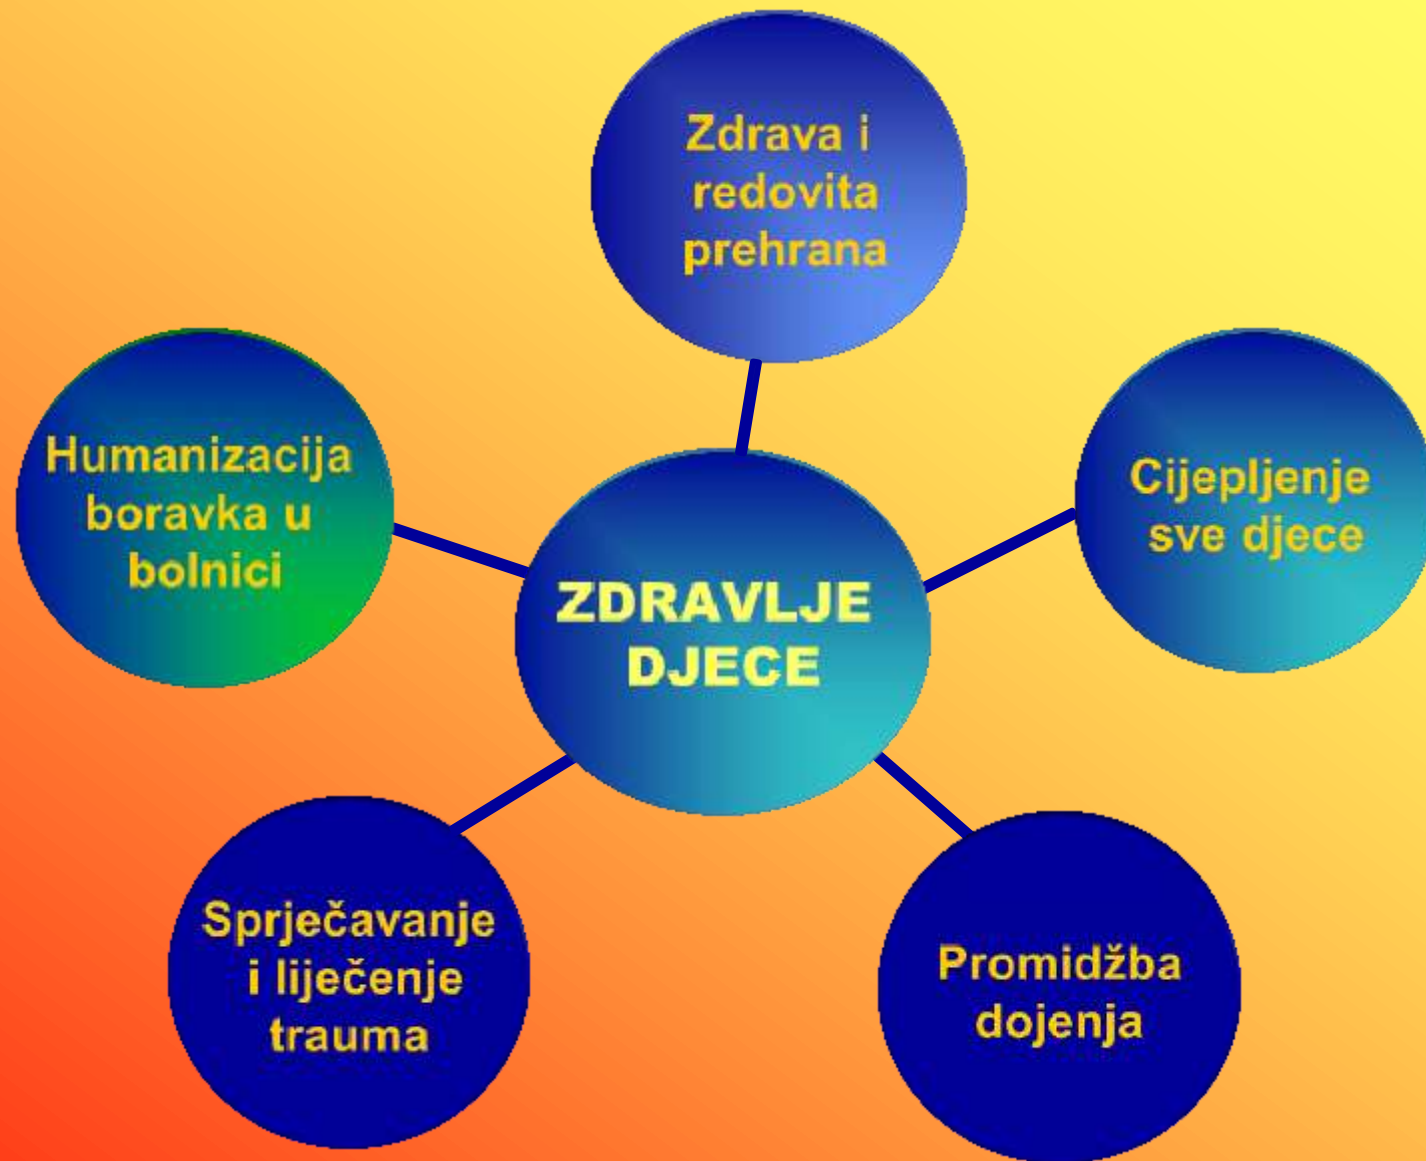 Zdrava i
redovita
prehrana
Humanizacija
boravka u
bolnici
Cijepljenje
sve djece
ZDRAVLJE
DJECE
Sprječavanje
i liječenje
trauma
Promidžba
dojenja